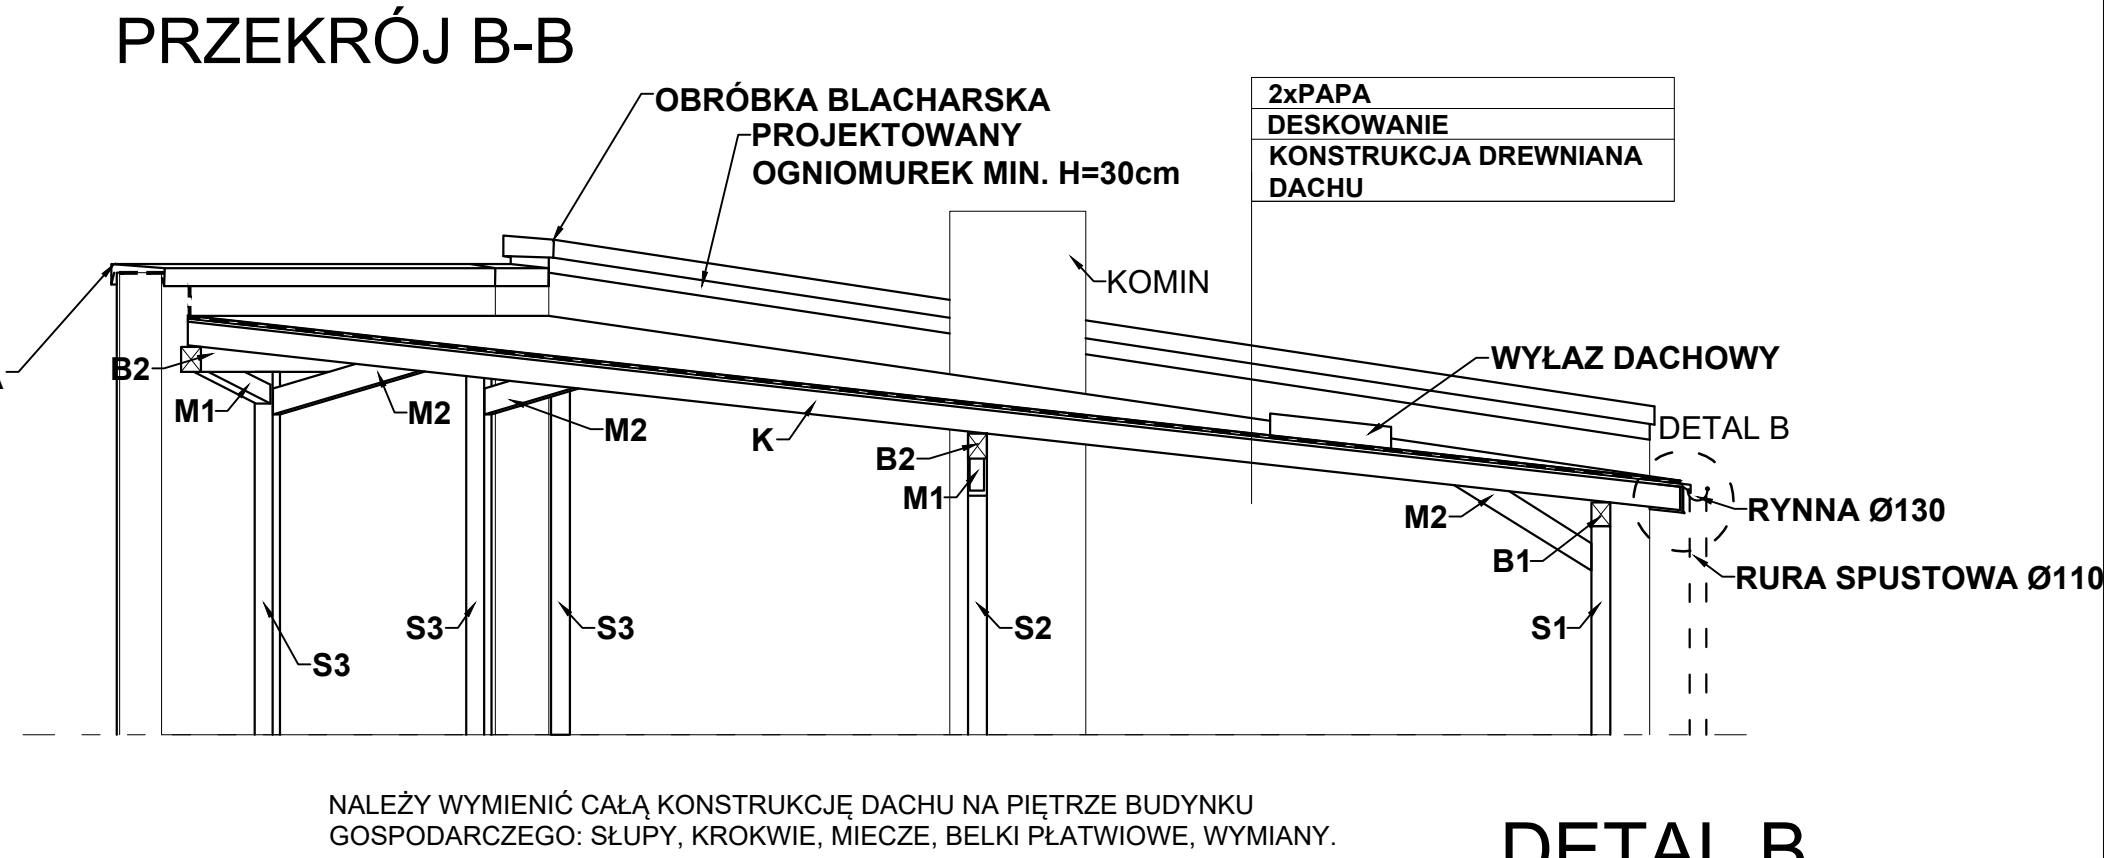 PRZEKRÓJ B-B
OBRÓBKA BLACHARSKA
PROJEKTOWANY
OGNIOMUREK MIN. H=30cm
2xPAPA
DESKOWANIE
KONSTRUKCJA DREWNIANA
DACHU
KOMIN
WYŁAZ DACHOWY
B2
M1
M2
M2
K
B2
M1
DETAL B
M2
B1
RYNNA Ø130
RURA SPUSTOWA Ø110
S3
S3
S3
S2
S1
NALEŻY WYMIENIĆ CAŁĄ KONSTRUKCJĘ DACHU NA PIĘTRZE BUDYNKU
GOSPODARCZEGO: SŁUPY, KROKWIE, MIECZE, BELKI PŁATWIOWE, WYMIANY.
DETAL B